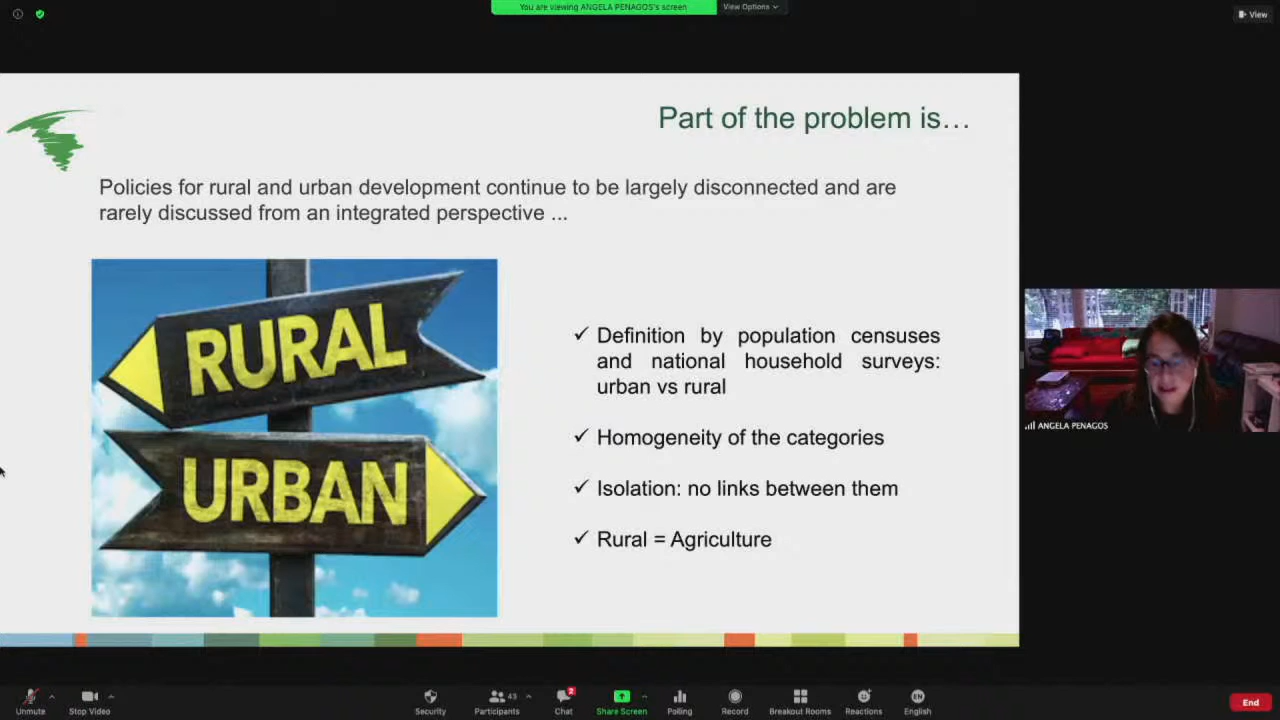 You are viewing ANGELA PENAGOS's screen
View Options
View
Part of the problem is…
Policies for rural and urban development continue to be largely disconnected and are
rarely discussed from an integrated perspective ...
RURAL
URBAN
✓ Definition by population censuses
and national household surveys:
urban vs rural
✓ Homogeneity of the categories
✓ Isolation: no links between them
✓ Rural = Agriculture
ANGELA PENAGOS
Unmute
Stop Video
Security
Participants
43
Chat
2
Share Screen
Polling
Record
Breakout Rooms
Reactions
EN
English
End